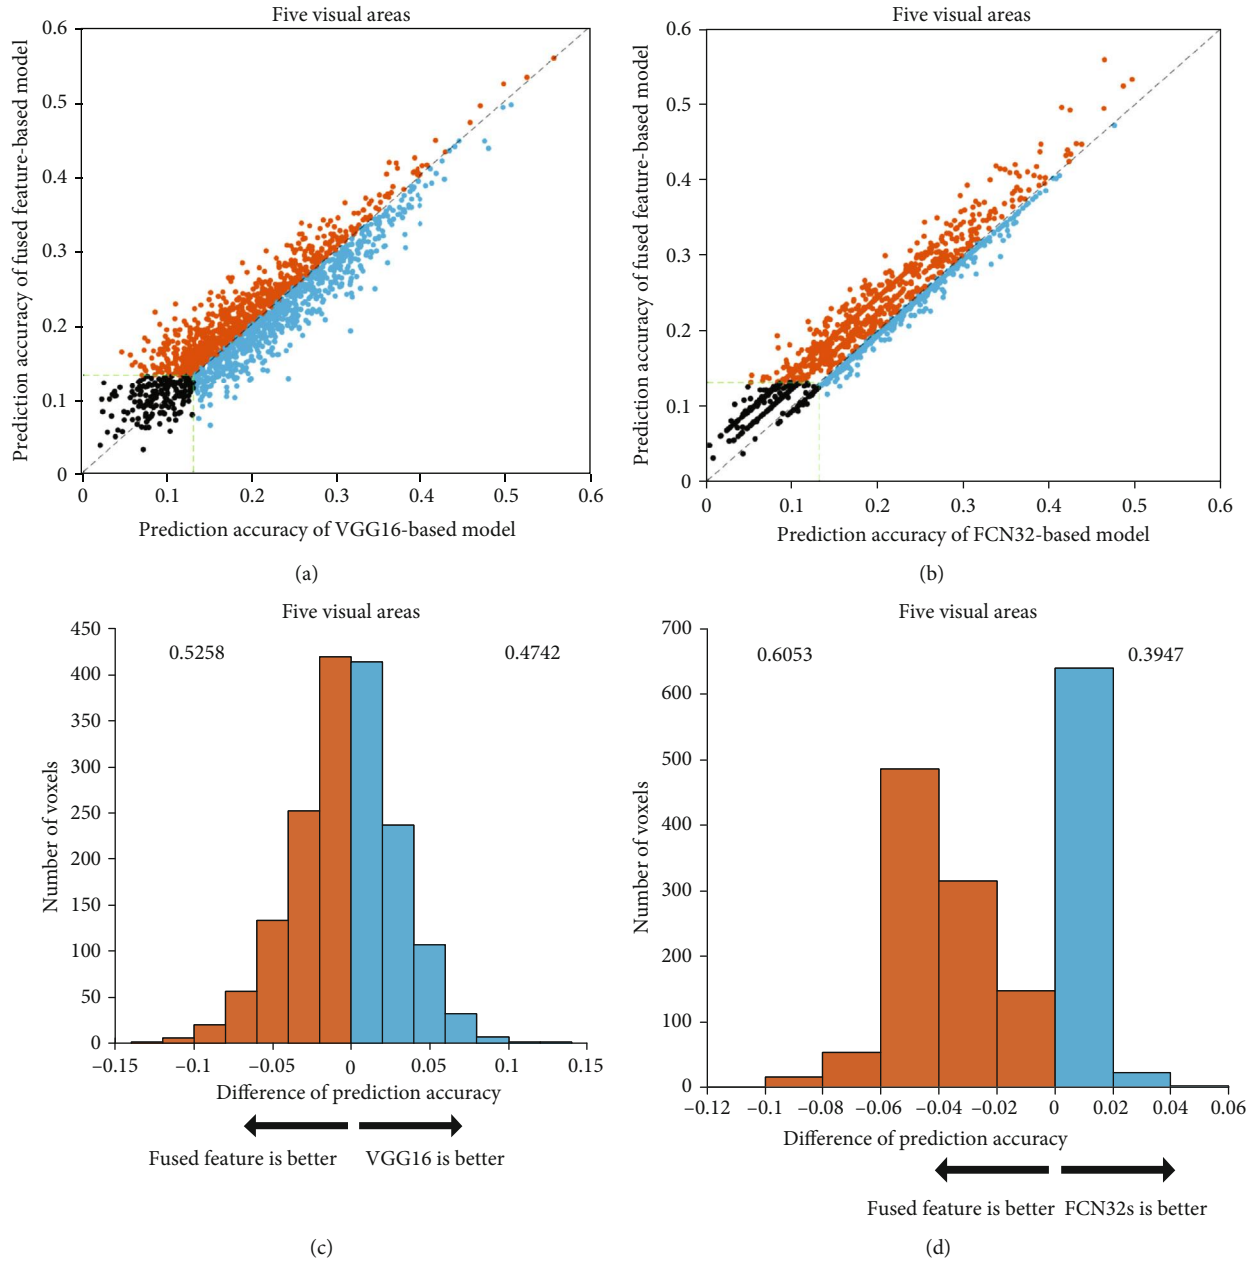 Five visual areas
Prediction accuracy of fused feature-based model
0.6
0.5
0.4
0.3
0.2
0.1
0
0 0.1 0.2 0.3 0.4 0.5 0.6
Prediction accuracy of VGG16-based model
(a)
Five visual areas
Prediction accuracy of fused feature-based model
0.6
0.5
0.4
0.3
0.2
0.1
0
0 0.1 0.2 0.3 0.4 0.5 0.6
Prediction accuracy of FCN32-based model
(b)
Five visual areas
0.5258 0.4742
Number of voxels
450
400
350
300
250
200
150
100
50
0
−0.15 −0.1 −0.05 0 0.05 0.1 0.15
Difference of prediction accuracy
Fused feature is better VGG16 is better
(c)
Five visual areas
0.6053 0.3947
Number of voxels
700
600
500
400
300
200
100
0
−0.12 −0.1 −0.08 −0.06 −0.04 −0.02 0 0.02 0.04 0.06
Difference of prediction accuracy
Fused feature is better FCN32s is better
(d)